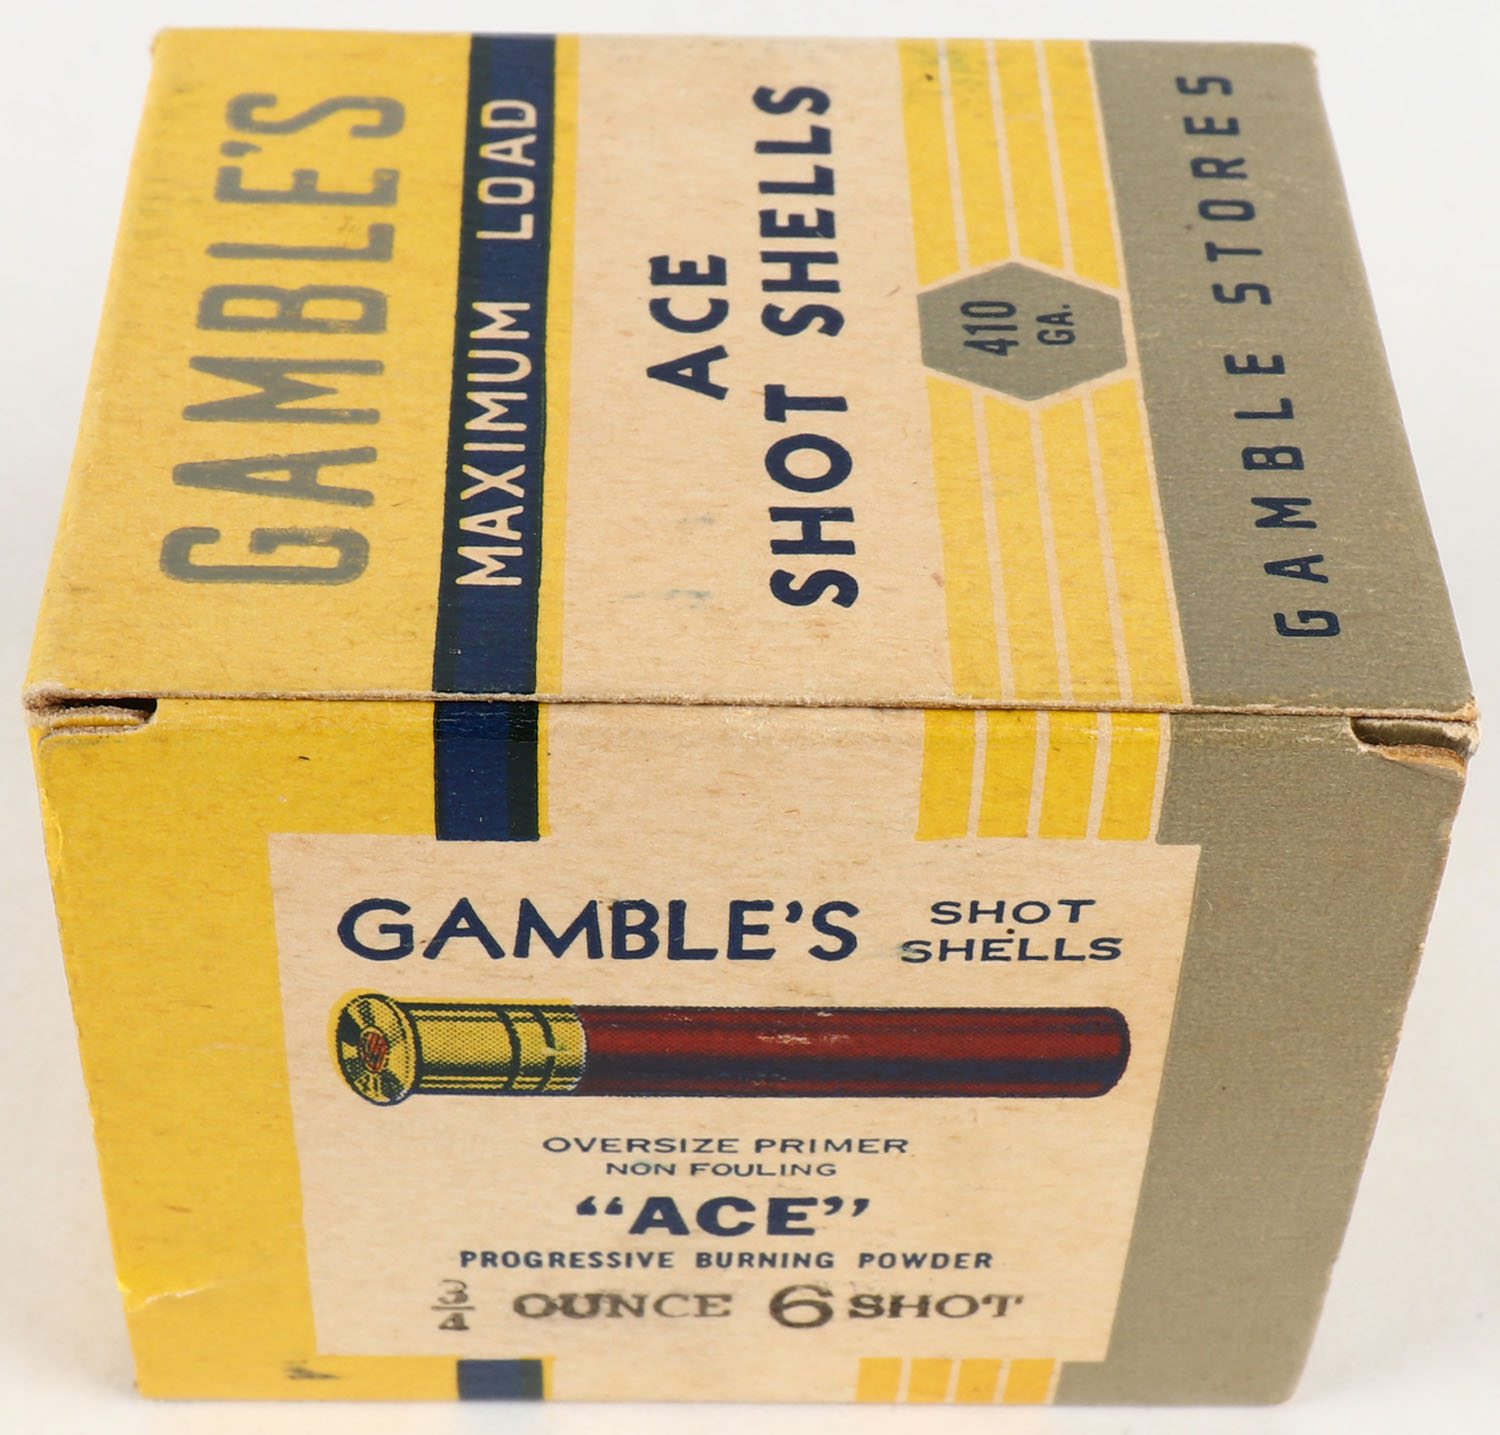 GAMBLE'S
MAXIMUM LOAD
ACE
SHOT SHELLS
410
GA.
GAMBLE STORES
GAMBLE'S SHOT SHELLS
OVERSIZE PRIMER
NON FOULING
“ACE”
PROGRESSIVE BURNING POWDER
3/4 OUNCE 6 SHOT